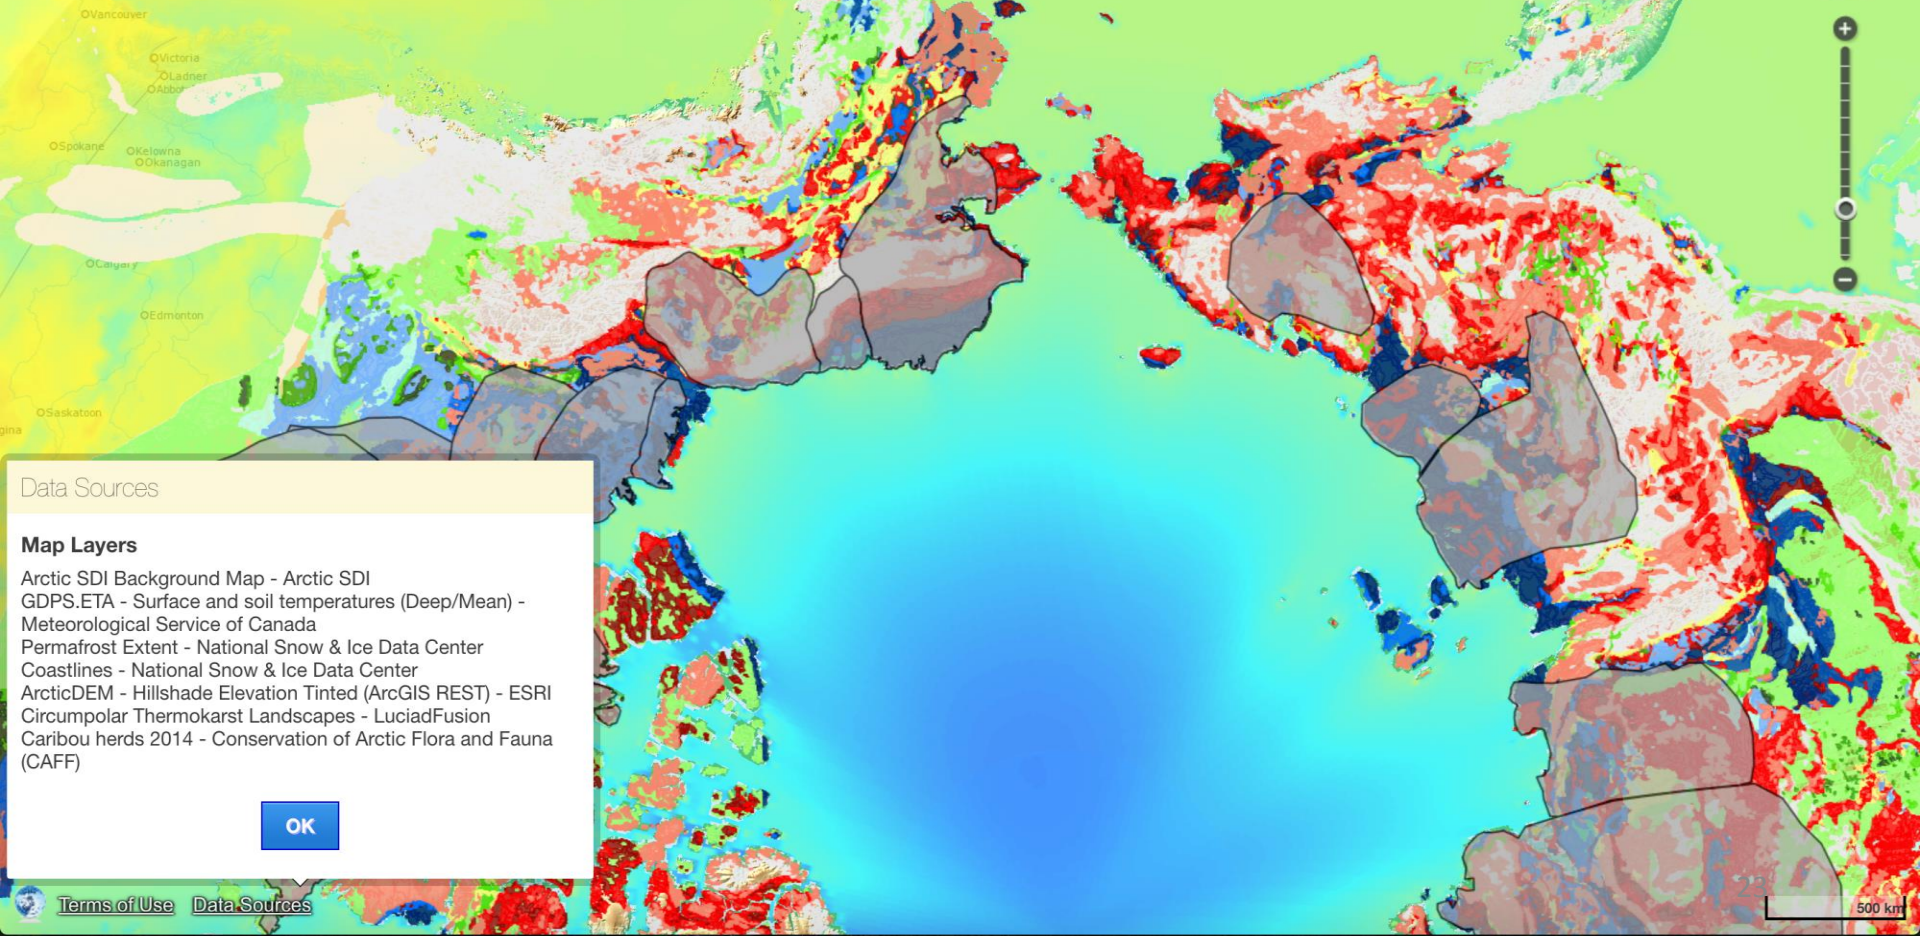 Vancouver
Victoria
Ladner
Abbot
Spokane
Kelowna
Okanagan
Calgary
Edmonton
Saskatoon
gina
Data Sources
Map Layers
Arctic SDI Background Map - Arctic SDI
GDPS.ETA - Surface and soil temperatures (Deep/Mean) -
Meteorological Service of Canada
Permafrost Extent - National Snow & Ice Data Center
Coastlines - National Snow & Ice Data Center
ArcticDEM - Hillshade Elevation Tinted (ArcGIS REST) - ESRI
Circumpolar Thermokarst Landscapes - LuciadFusion
Caribou herds 2014 - Conservation of Arctic Flora and Fauna
(CAFF)
OK
Terms of Use Data Sources
500 km